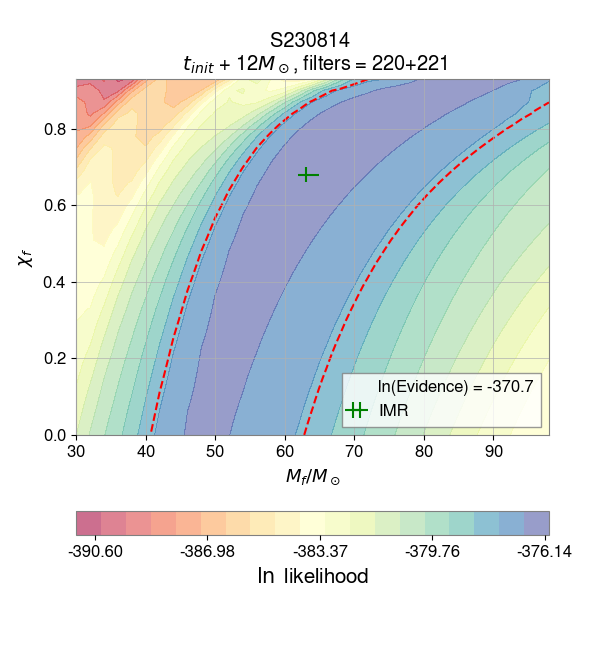 S230814
t_init + 12M_⊙, filters = 220+221
0.8
0.6
0.4
0.2
0.0
χ_f
30 40 50 60 70 80 90
M_f/M_⊙
ln(Evidence) = -370.7
IMR
-390.60 -386.98 -383.37 -379.76 -376.14
ln likelihood